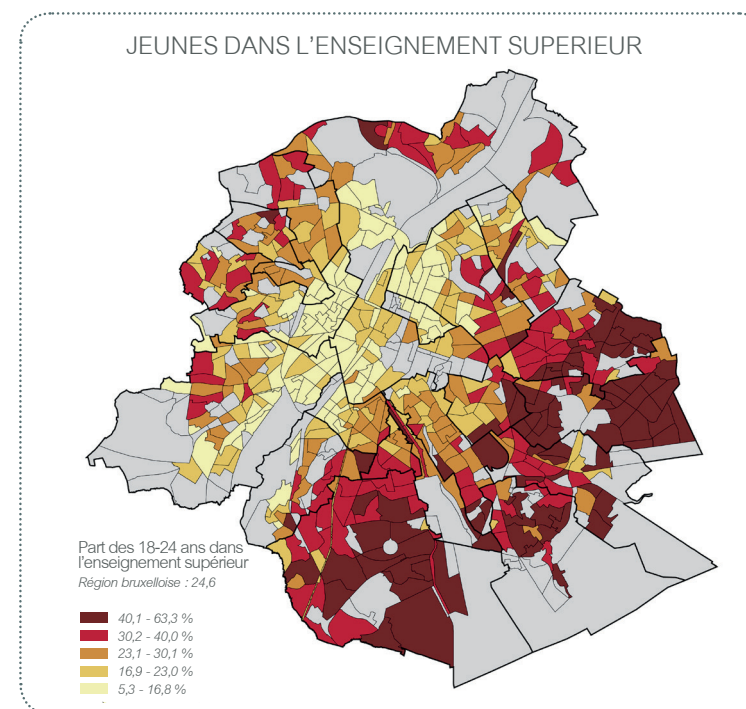 JEUNES DANS L'ENSEIGNEMENT SUPERIEUR
Part des 18-24 ans dans
l'enseignement supérieur
Région bruxelloise : 24,6
40,1 - 63,3 %
30,2 - 40,0 %
23,1 - 30,1 %
16,9 - 23,0 %
5,3 - 16,8 %